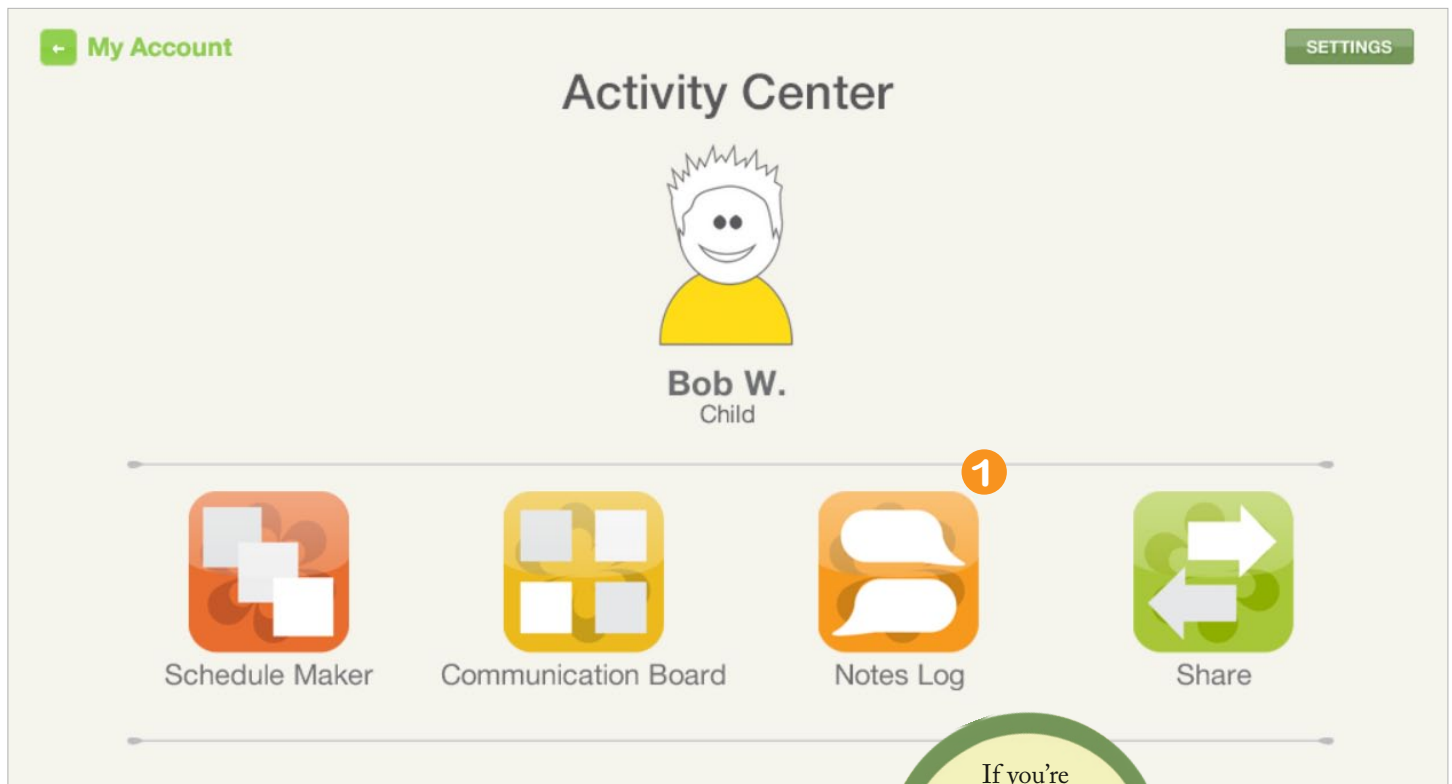 My Account
SETTINGS
Activity Center
Bob W.
Child
1
Schedule Maker
Communication Board
Notes Log
Share
If you're